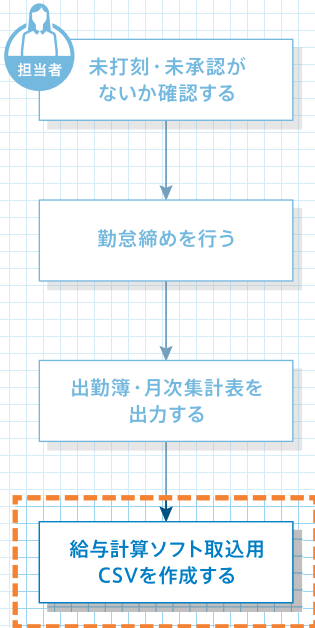 担当者
未打刻・未承認が
ないか確認する
勤怠締めを行う
出勤簿・月次集計表を
出力する
給与計算ソフト取込用
CSVを作成する